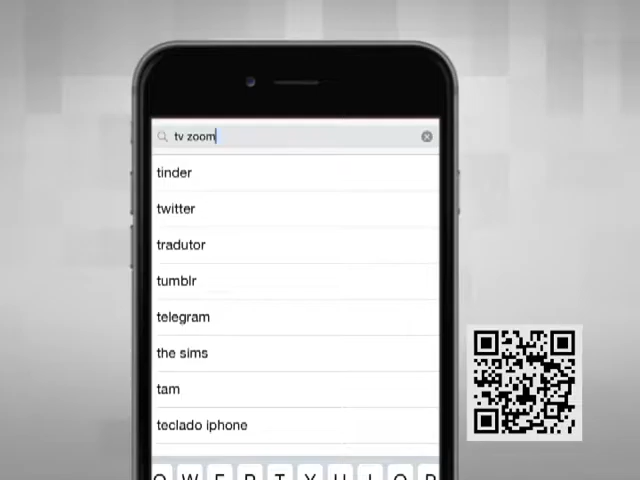 tv zoom
tinder
twitter
tradutor
tumblr
telegram
the sims
tam
teclado iphone
Q W E R T Y U I O P